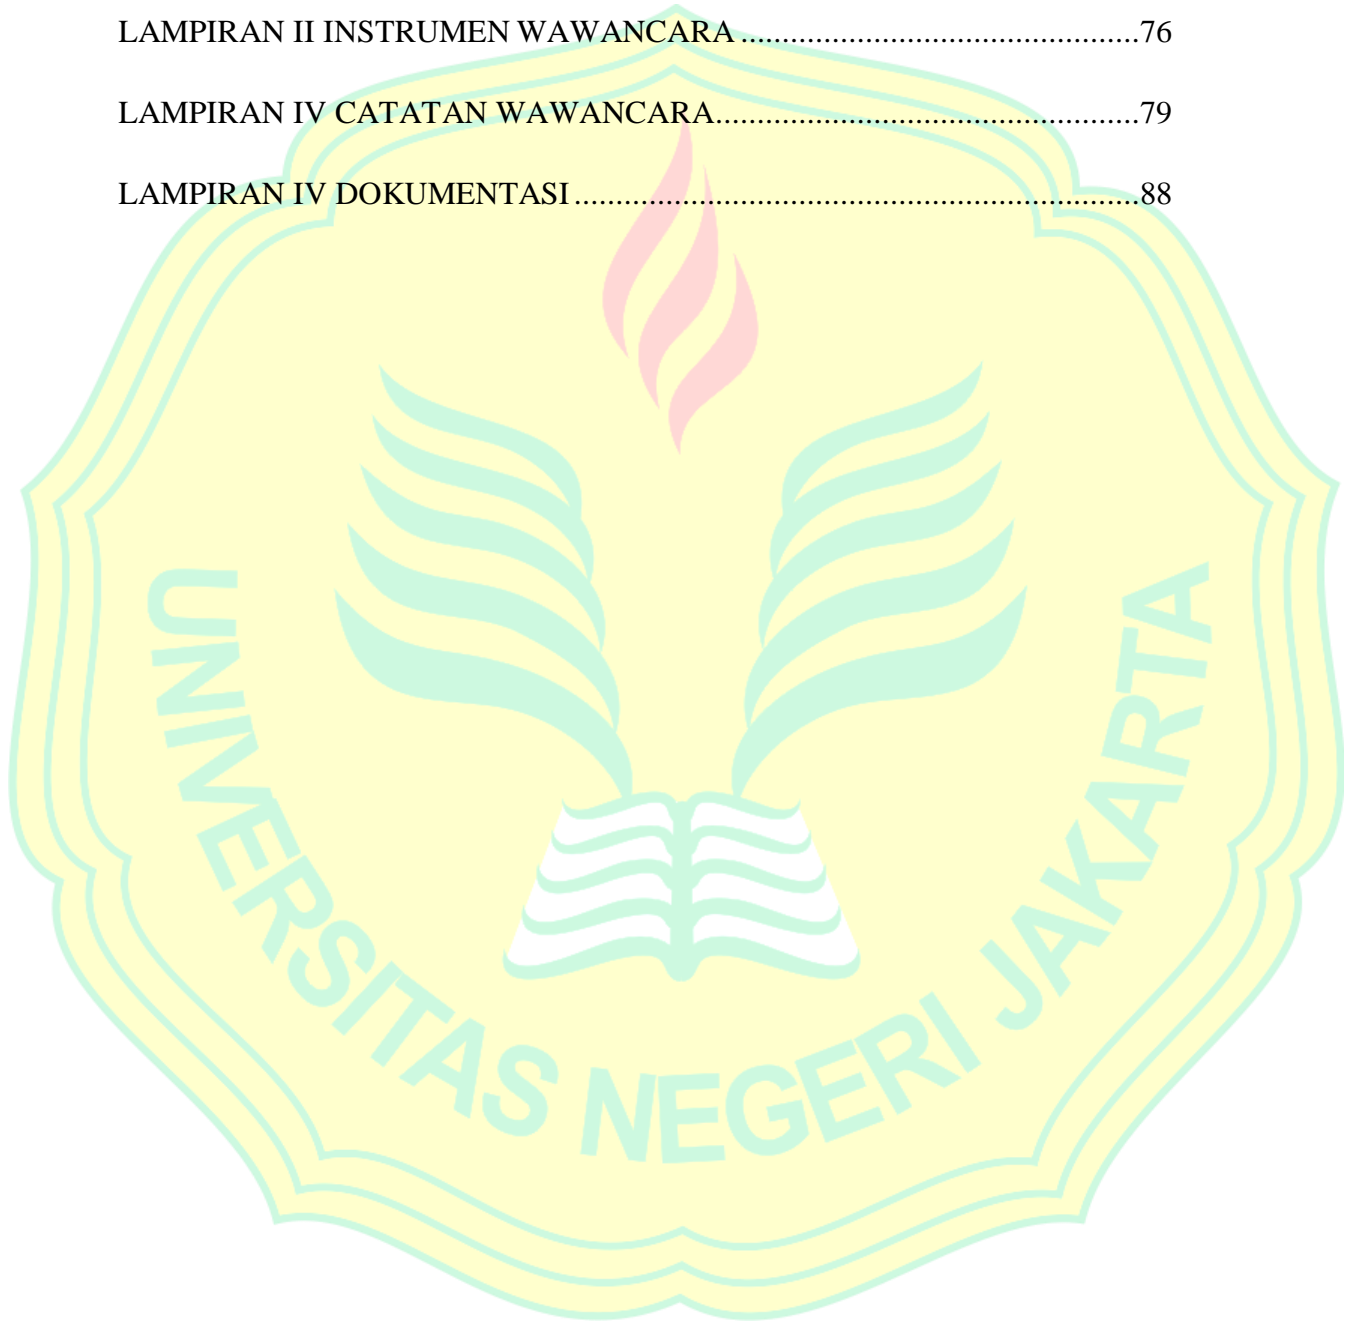 LAMPIRAN II INSTRUMEN WAWANCARA ................................................76
LAMPIRAN IV CATATAN WAWANCARA...................................................79
LAMPIRAN IV DOKUMENTASI ....................................................................88
UNIVERSITAS NEGERI JAKARTA